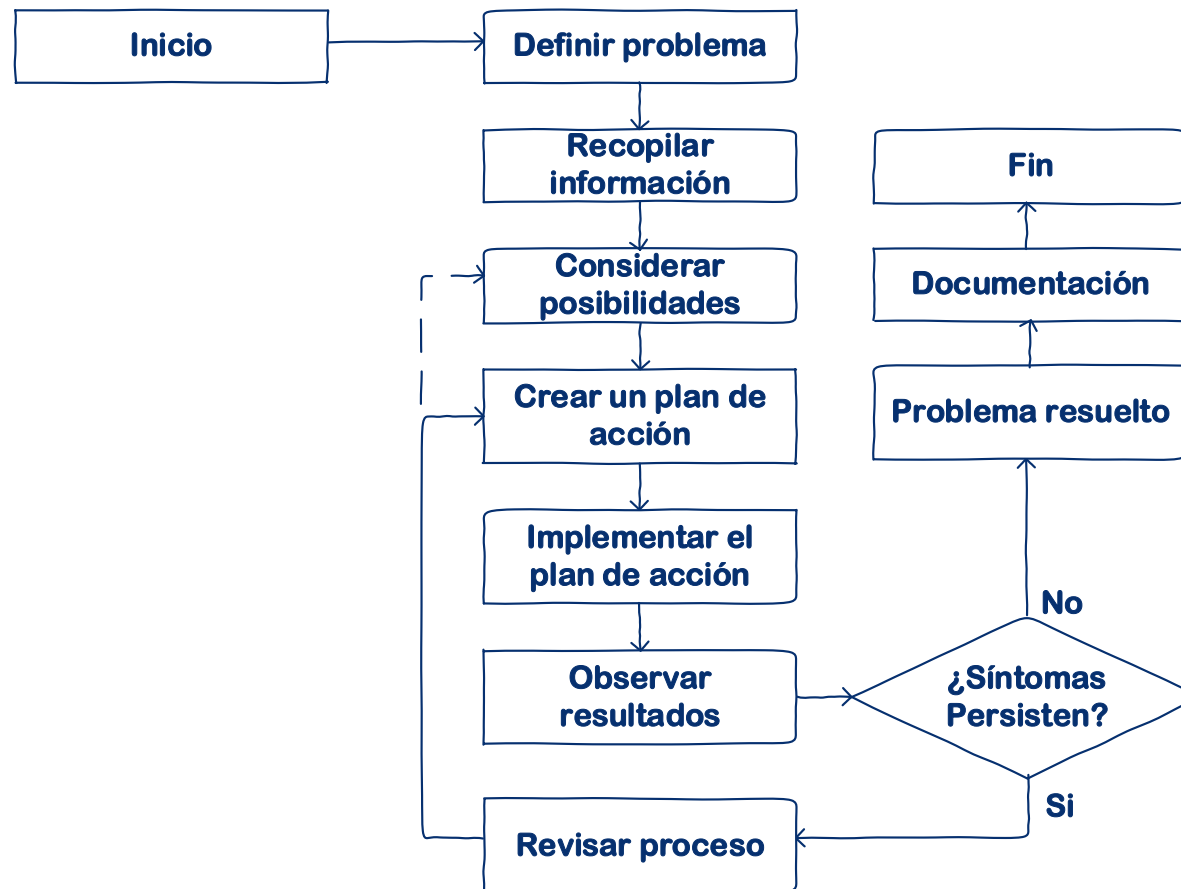 Inicio
Definir problema
Recopilar
información
Considerar
posibilidades
Crear un plan de
acción
Implementar el
plan de acción
Observar
resultados
¿Síntomas
Persisten?
Si
Revisar proceso
No
Problema resuelto
Documentación
Fin